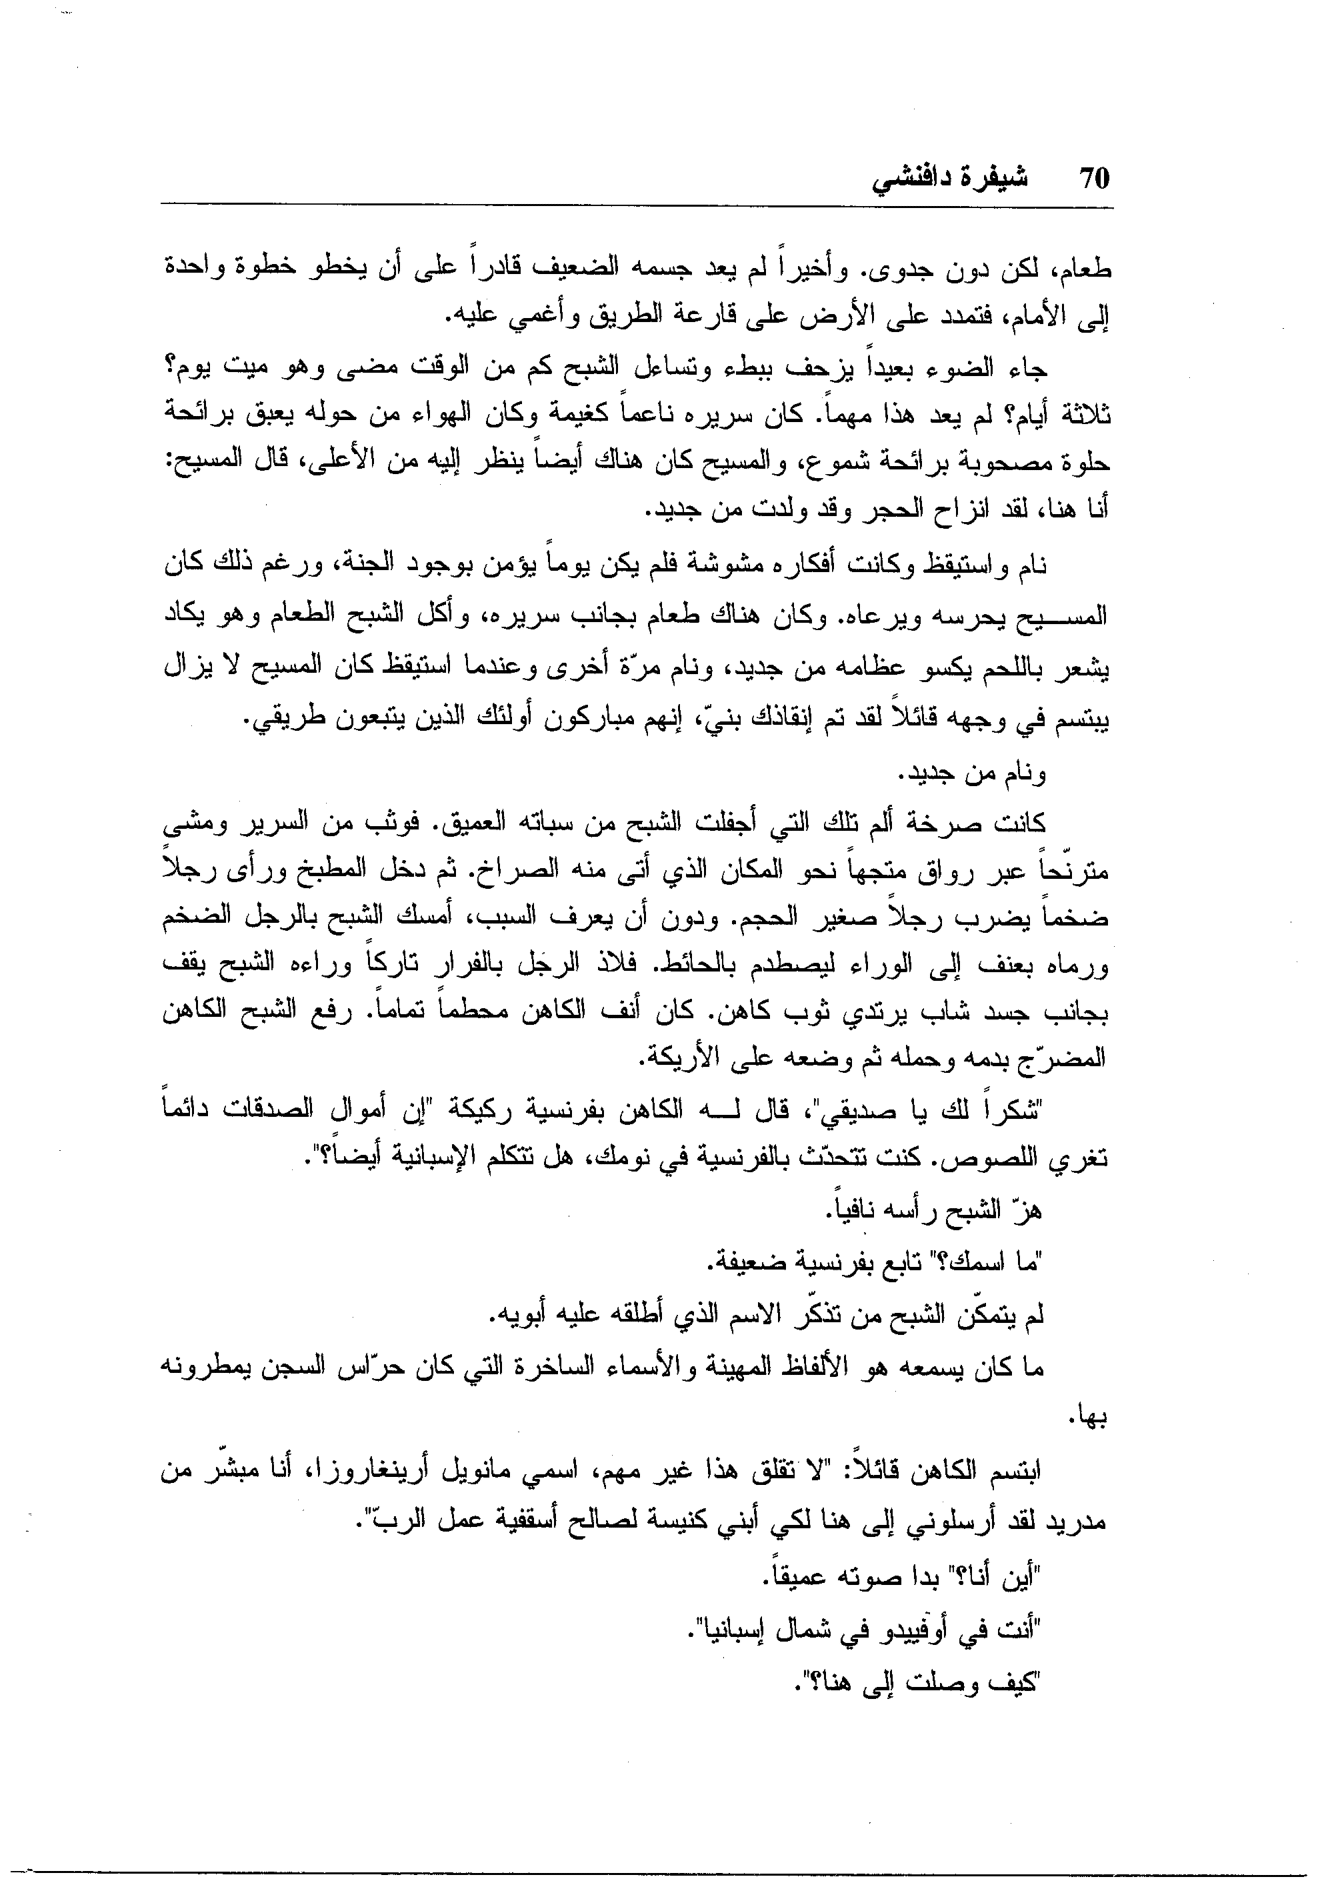 70 شيفرة دافنشي
طعام، لكن دون جدوى. وأخيراً لم يعد جسمه الضعيف قادراً على أن يخطو خطوة واحدة
إلى الأمام، فتمدد على الأرض على قارعة الطريق وأغمي عليه.
جاء الضوء بعيداً يزحف ببطء وتساءل الشبح كم من الوقت مضى وهو ميت يوم؟
ثلاثة أيام؟ لم يعد هذا مهماً. كان سريره ناعماً كغيمة وكان الهواء من حوله يعبق برائحة
حلوة مصحوبة برائحة شموع، والمسيح كان هناك أيضاً ينظر إليه من الأعلى، قال المسيح:
أنا هنا، لقد انزاح الحجر وقد ولدت من جديد.
نام واستيقظ وكانت أفكاره مشوشة فلم يكن يوماً يؤمن بوجود الجنة، ورغم ذلك كان
المســيح يحرسه ويرعاه. وكان هناك طعام بجانب سريره، وأكل الشبح الطعام وهو يكاد
يشعر باللحم يكسو عظامه من جديد، ونام مرّة أخرى وعندما استيقظ كان المسيح لا يزال
يبتسم في وجهه قائلاً لقد تم إنقاذك بنيّ، إنهم مباركون أولئك الذين يتبعون طريقي.
ونام من جديد.
كانت صرخة ألم تلك التي أجفلت الشبح من سباته العميق. فوثب من السرير ومشى
مترنّحاً عبر رواق متجهاً نحو المكان الذي أتى منه الصراخ. ثم دخل المطبخ ورأى رجلاً
ضخماً يضرب رجلاً صغير الحجم. ودون أن يعرف السبب، أمسك الشبح بالرجل الضخم
ورماه بعنف إلى الوراء ليصطدم بالحائط. فلاذ الرجل بالفرار تاركاً وراءه الشبح يقف
بجانب جسد شاب يرتدي ثوب كاهن. كان أنف الكاهن محطماً تماماً. رفع الشبح الكاهن
المضرّج بدمه وحمله ثم وضعه على الأريكة.
"شكراً لك يا صديقي"، قال لــه الكاهن بفرنسية ركيكة "إن أموال الصدقات دائماً
تغري اللصوص. كنت تتحدّث بالفرنسية في نومك، هل تتكلم الإسبانية أيضاً؟".
هزّ الشبح رأسه نافياً.
"ما اسمك؟" تابع بفرنسية ضعيفة.
لم يتمكّن الشبح من تذكّر الاسم الذي أطلقه عليه أبويه.
ما كان يسمعه هو الألفاظ المهينة والأسماء الساخرة التي كان حرّاس السجن يمطرونه
بها.
ابتسم الكاهن قائلاً: "لا تقلق هذا غير مهم، اسمي مانويل أرينغاروزا، أنا مبشّر من
مدريد لقد أرسلوني إلى هنا لكي أبني كنيسة لصالح أسقفية عمل الربّ".
"أين أنا؟" بدا صوته عميقاً.
"أنت في أوفييدو في شمال إسبانيا".
"كيف وصلت إلى هنا؟".